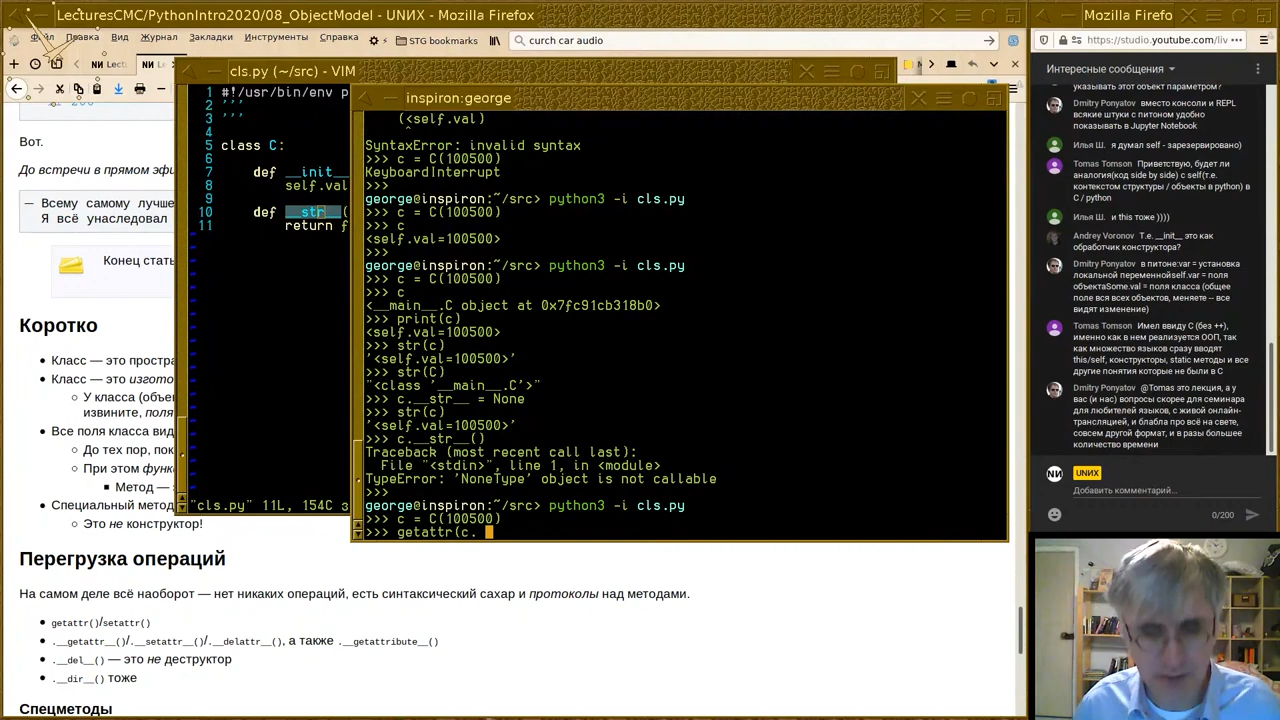 LecturesCMC/PythonIntro2020/08_ObjectModel - UNИX - Mozilla Firefox
Файл Правка Вид Журнал Закладки Инструменты Справка
STG bookmarks
curch car audio
Вот.
До встречи в прямом эфи
— Всему самому лучше
Я всё унаследовал
Конец стать
Коротко
Класс — это простра
Класс — это изгото
У класса (объе
извините, поля
Все поля класса вид
До тех пор, пок
При этом функ
Метод —
Специальный метод
Это не конструктор!
Перегрузка операций
На самом деле всё наоборот — нет никаких операций, есть синтаксический сахар и протоколы над методами.
getattr()/setattr()
.__getattr__()/.__setattr__()/.__delattr__(), а также .__getattribute__()
.__del__() — это не деструктор
.__dir__() тоже
Спецметоды
cls.py (~/src) - VIM
1 #!/usr/bin/env p
2 '''
3 '''
4
5 class C:
6
7 def __init__
8 self.val
9
10 def __str__(
11 return f
"cls.py" 11L, 154C
inspiron:george
(<self.val)
^
SyntaxError: invalid syntax
>>> c = C(100500)
KeyboardInterrupt
>>>
george@inspiron:~/src> python3 -i cls.py
>>> c = C(100500)
>>> c
<self.val=100500>
>>>
george@inspiron:~/src> python3 -i cls.py
>>> c = C(100500)
>>> c
<__main__.C object at 0x7fc91cb318b0>
>>> print(c)
<self.val=100500>
>>> str(c)
'<self.val=100500>'
>>> str(C)
"<class '__main__.C'>"
>>> c.__str__ = None
>>> str(c)
'<self.val=100500>'
>>> c.__str__()
Traceback (most recent call last):
File "<stdin>", line 1, in <module>
TypeError: 'NoneType' object is not callable
>>>
george@inspiron:~/src> python3 -i cls.py
>>> c = C(100500)
>>> getattr(c.
Mozilla Firefo
https://studio.youtube.com/liv
Интересные сообщения
указывать этот объект параметром?
Dmitry Ponyatov вместо консоли и REPL
всякие штуки с питоном удобно
показывать в Jupyter Notebook
Илья Ш. я думал self - зарезервировано)
Tomas Tomson Приветствую, будет ли
аналогия(code side by side) с self(т.е.
контекстом структуры / объекты в python) в
C / python
Илья Ш. и this тоже ))))
Andrey Voronov Т.е. __init__ это как
обработчик конструктора?
Dmitry Ponyatov в питоне:var = установка
локальной переменнойself.var = поля
объектаSome.val = поля класса (общее
поле вся всех объектов, меняете -- все
видят изменение)
Tomas Tomson Имел ввиду C (без ++),
именно как в нем реализуется ООП, так
как множество языков сразу вводят
this/self, конструкторы, static методы и все
другие понятия которые не были в C
Dmitry Ponyatov @Tomas это лекция, а у
вас (и нас) вопросы скорее для семинара
для любителей языков, с живой онлайн-
трансляцией, и блабла про всё на свете,
совсем другой формат, и в разы большее
количество времени
UNИX
Добавить комментарий...
0/200